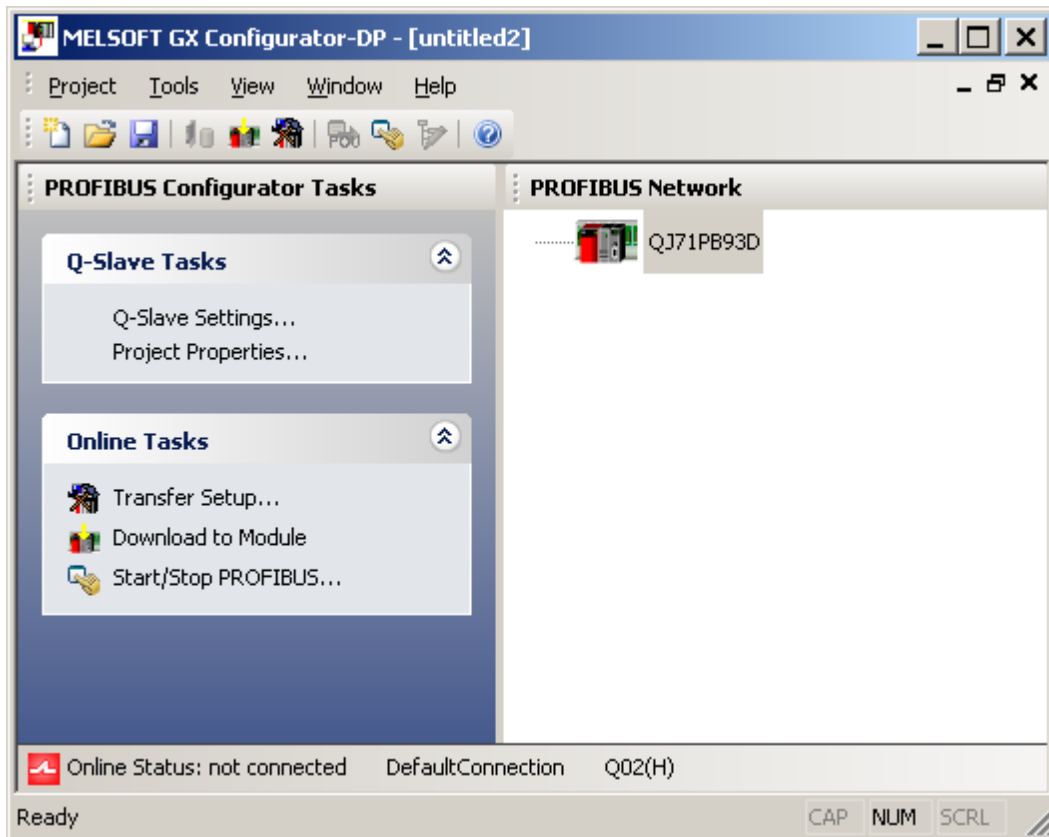 MELSOFT GX Configurator-DP - [untitled2]
Project Tools View Window Help
PROFIBUS Configurator Tasks
PROFIBUS Network
QJ71PB93D
Q-Slave Tasks
Q-Slave Settings...
Project Properties...
Online Tasks
Transfer Setup...
Download to Module
Start/Stop PROFIBUS...
Online Status: not connected DefaultConnection Q02(H)
Ready CAP NUM SCRL